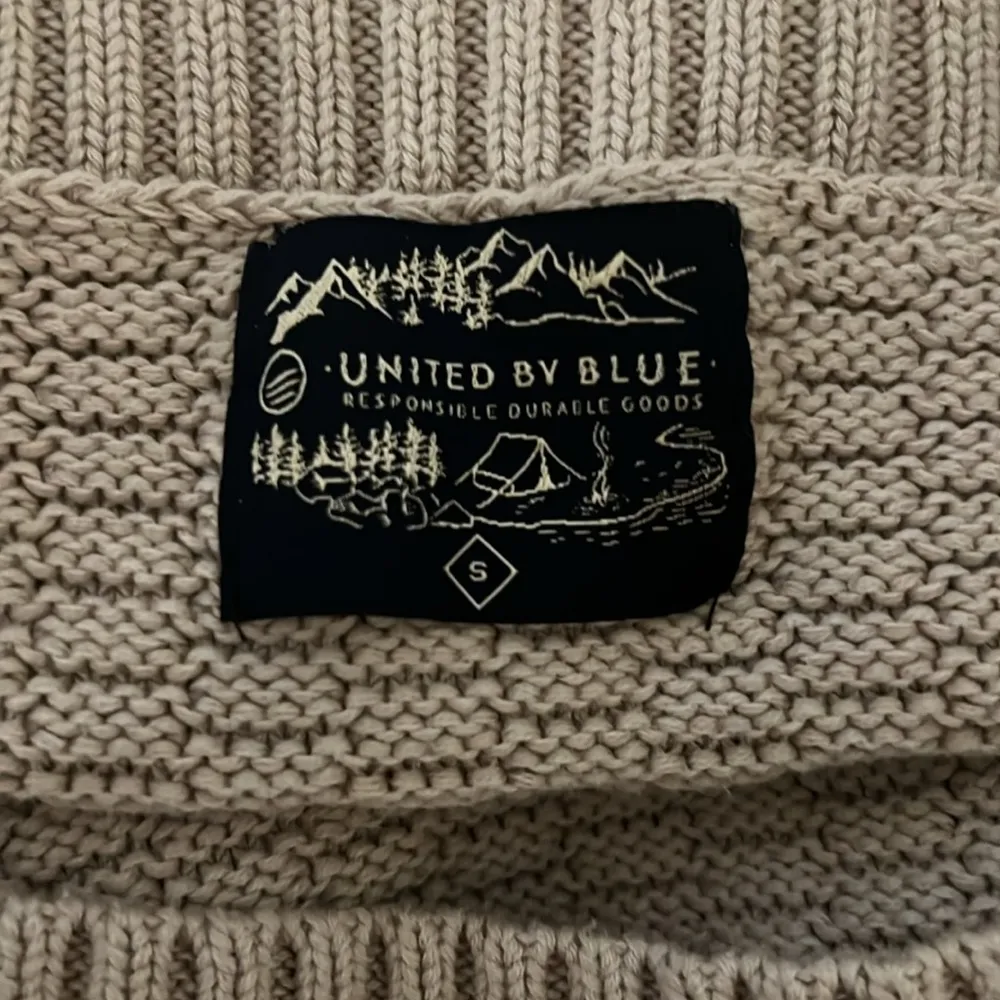 · UNITED BY BLUE ·
RESPONSIBLE DURABLE GOODS
S